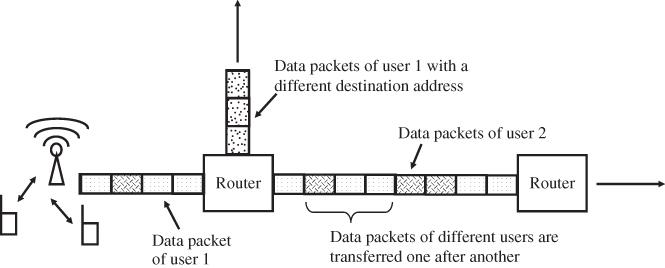 Data packets of user 1 with a
different destination address
Data packets of user 2
Router
Router
Data packet
of user 1
Data packets of different users are
transferred one after another